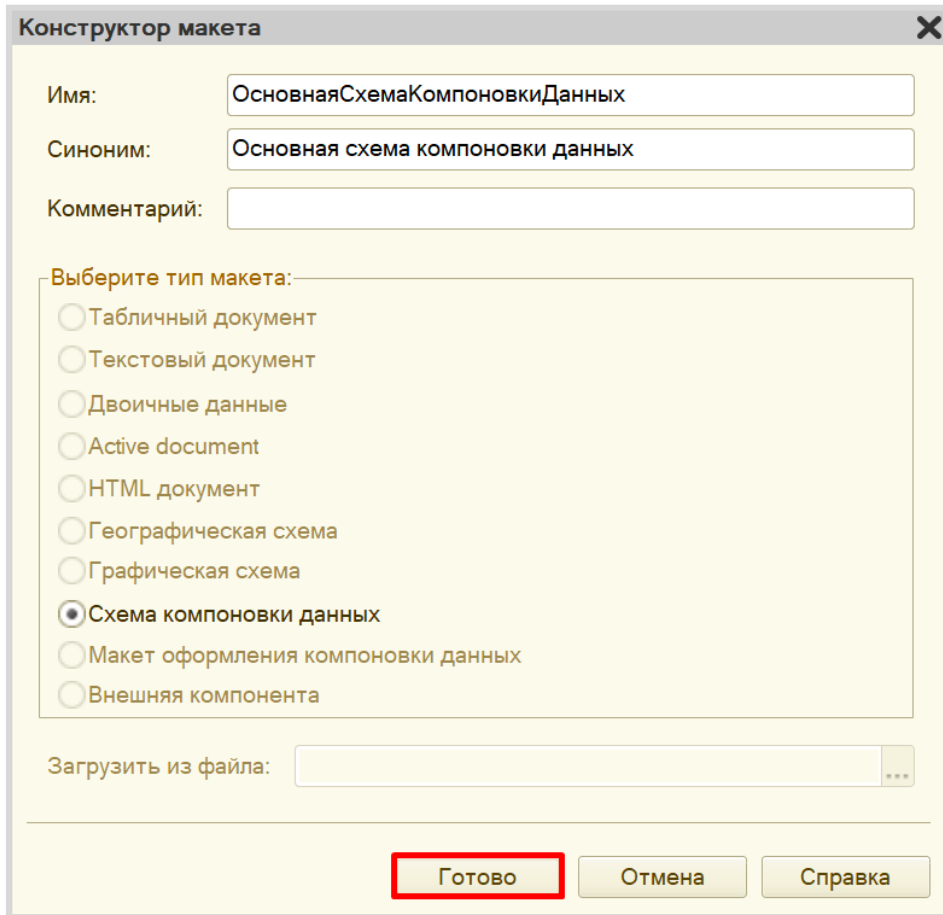 Конструктор макета
Имя: ОсновнаяСхемаКомпоновкиДанных
Синоним: Основная схема компоновки данных
Комментарий:
Выберите тип макета:
Табличный документ
Текстовый документ
Двоичные данные
Active document
HTML документ
Географическая схема
Графическая схема
Схема компоновки данных
Макет оформления компоновки данных
Внешняя компонента
Загрузить из файла: ...
Готово Отмена Справка